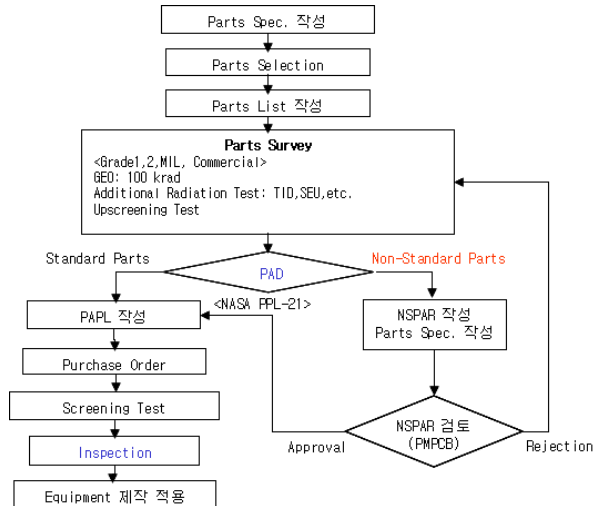 Parts Spec. 작성
Parts Selection
Parts List 작성
Parts Survey
<Grade1,2,MIL, Commercial>
GEO: 100 krad
Additional Radiation Test: TID,SEU,etc.
Upscreening Test
Standard Parts
PAD
Non-Standard Parts
<NASA PPL-21>
PAPL 작성
NSPAR 작성
Parts Spec. 작성
Purchase Order
Screening Test
NSPAR 검토
(PMPCB)
Approval
Rejection
Inspection
Equipment 제작 적용